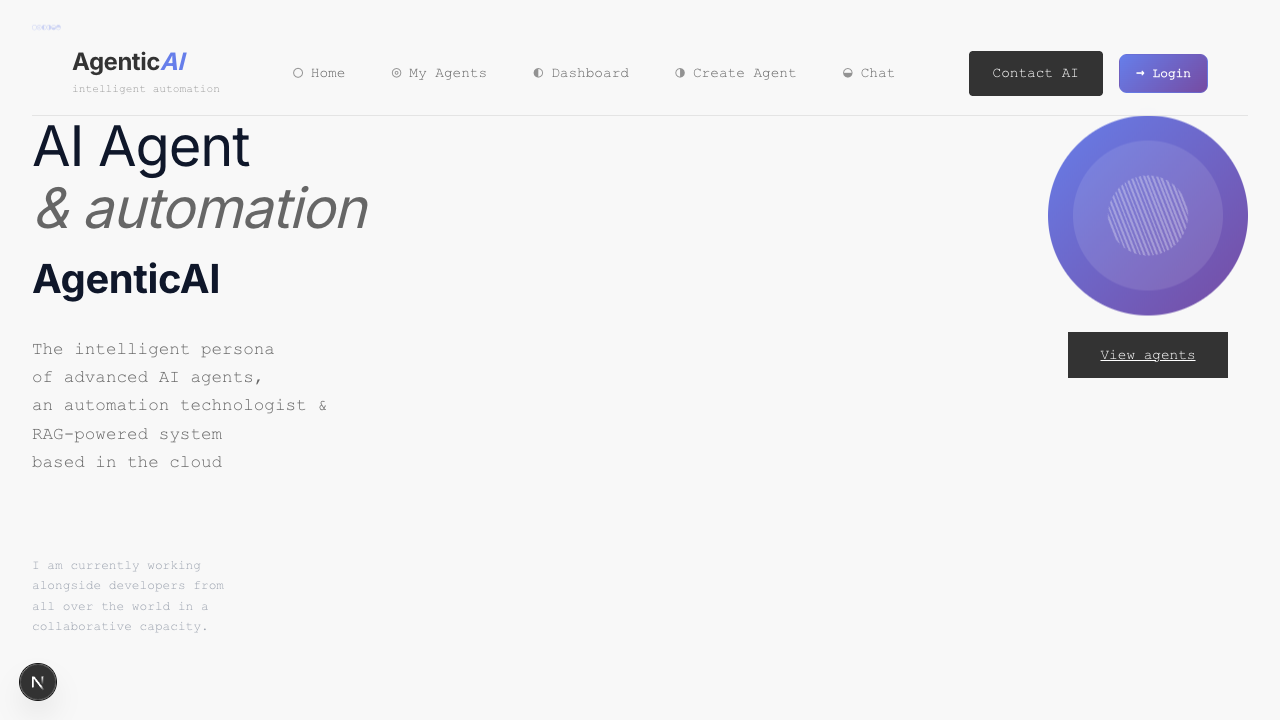 AgenticAI
intelligent automation
Home
My Agents
Dashboard
Create Agent
Chat
Contact AI
→ Login
AI Agent
& automation
AgenticAI
The intelligent persona
of advanced AI agents,
an automation technologist &
RAG-powered system
based in the cloud
View agents
I am currently working
alongside developers from
all over the world in a
collaborative capacity.
N